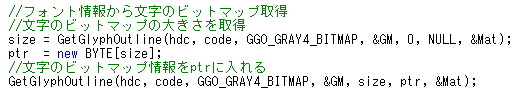 //フォント情報から文字のビットマップ取得
//文字のビットマップの大きさを取得
size = GetGlyphOutline(hdc, code, GGO_GRAY4_BITMAP, &GM, 0, NULL, &Mat);
ptr  = new BYTE[size];
//文字のビットマップ情報をptrに入れる
GetGlyphOutline(hdc, code, GGO_GRAY4_BITMAP, &GM, size, ptr, &Mat);